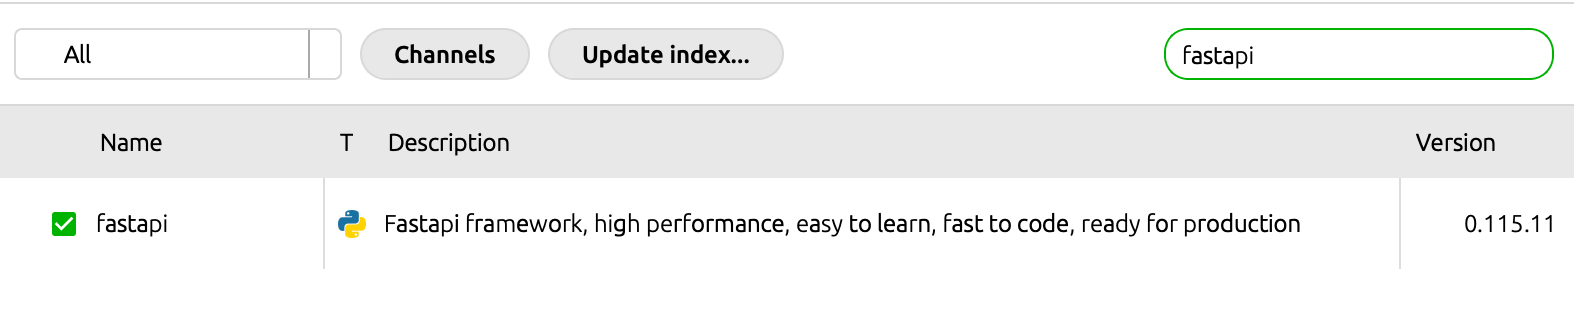 All Channels Update index... fastapi
Name T Description Version
fastapi Fastapi framework, high performance, easy to learn, fast to code, ready for production 0.115.11